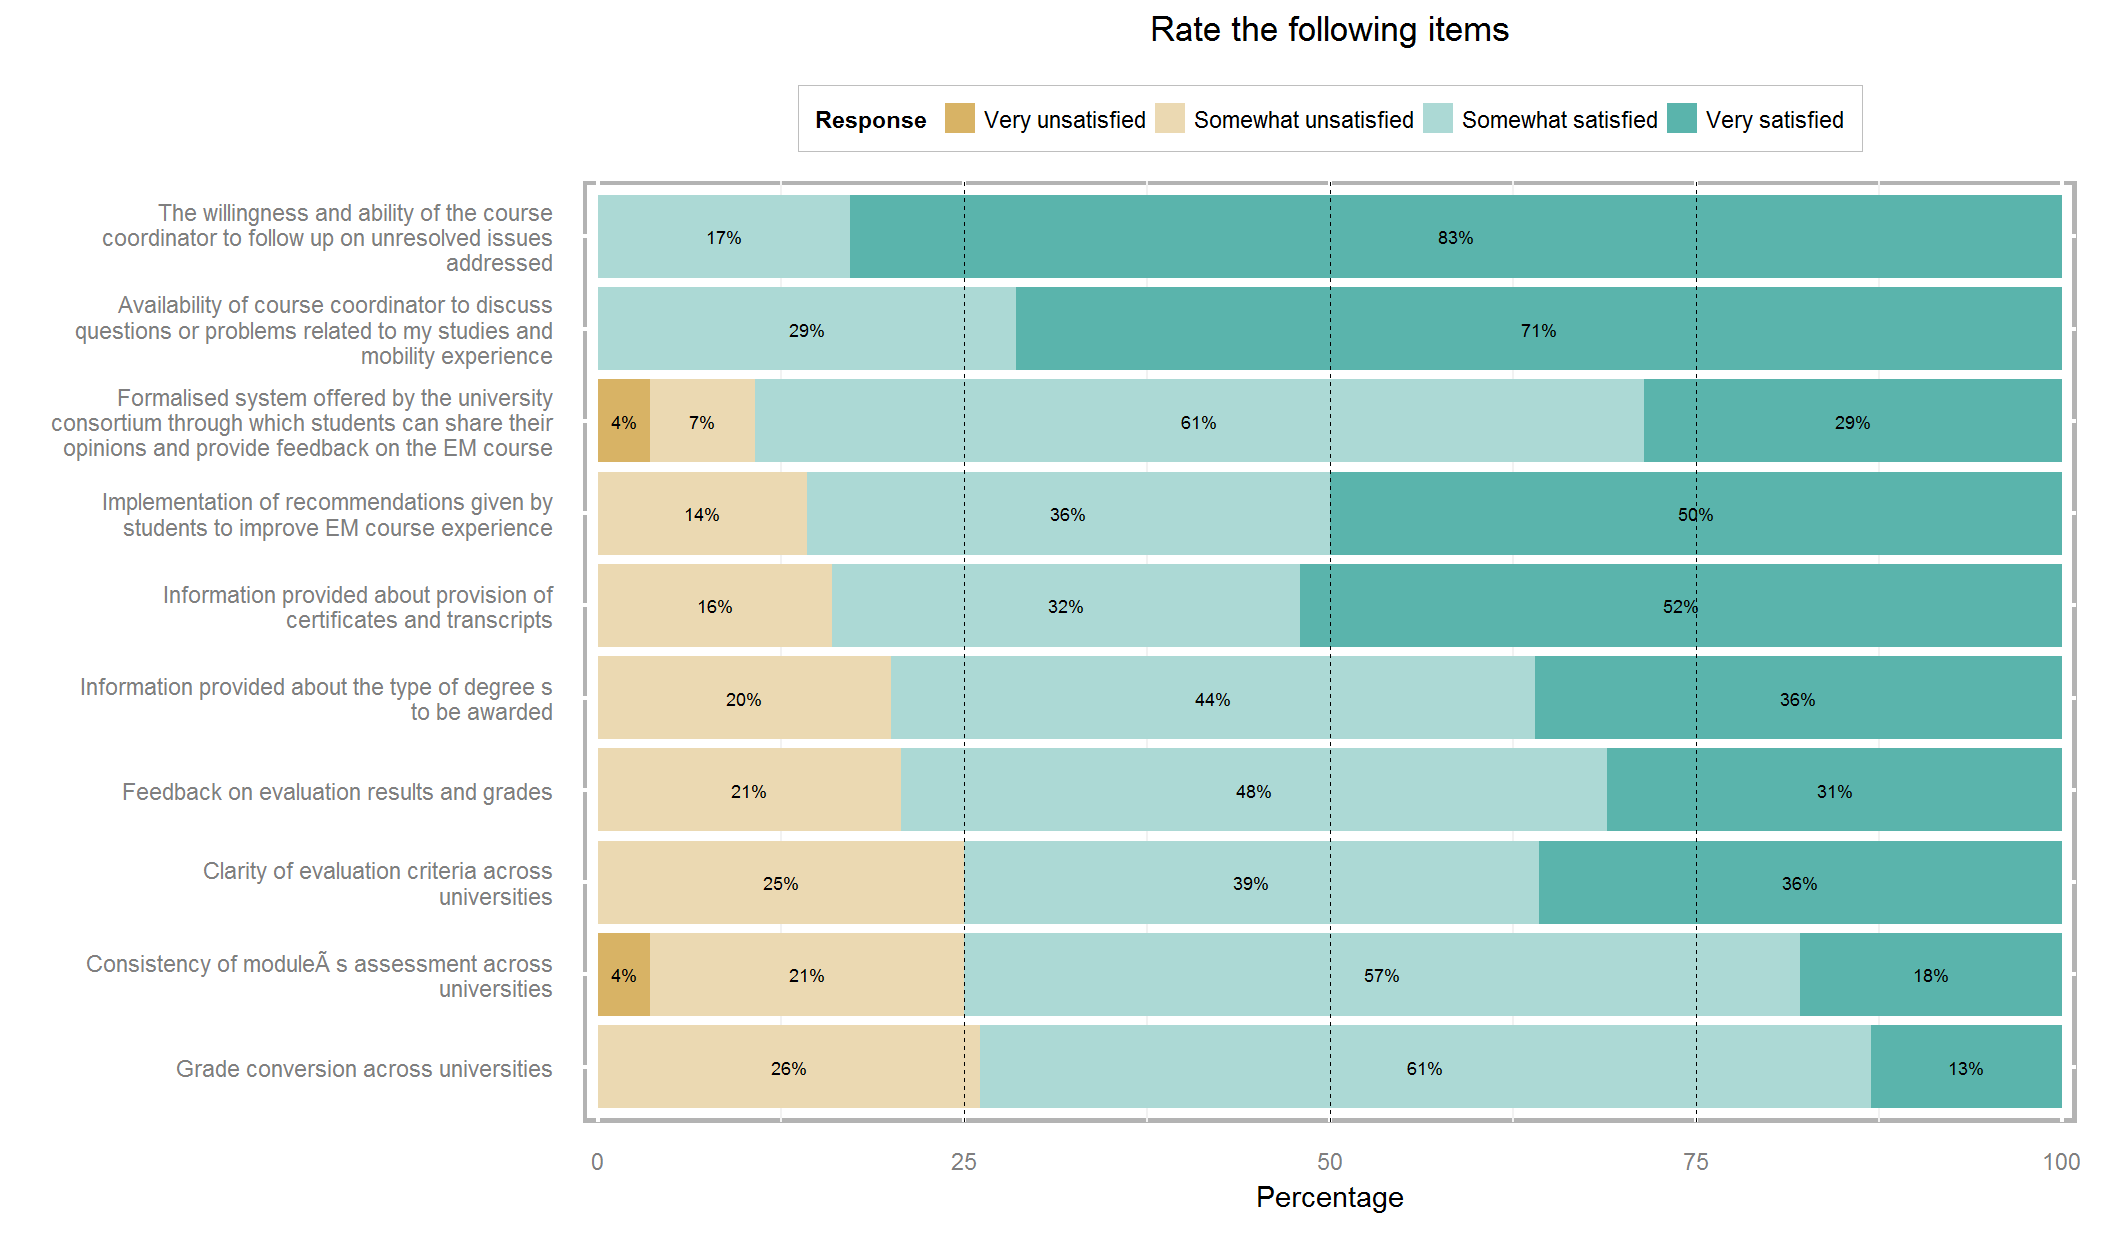 Rate the following items
Response Very unsatisfied Somewhat unsatisfied Somewhat satisfied Very satisfied
The willingness and ability of the course
coordinator to follow up on unresolved issues
addressed
17% 83%
Availability of course coordinator to discuss
questions or problems related to my studies and
mobility experience
29% 71%
Formalised system offered by the university
consortium through which students can share their
opinions and provide feedback on the EM course
4% 7% 61% 29%
Implementation of recommendations given by
students to improve EM course experience
14% 36% 50%
Information provided about provision of
certificates and transcripts
16% 32% 52%
Information provided about the type of degree s
to be awarded
20% 44% 36%
Feedback on evaluation results and grades
21% 48% 31%
Clarity of evaluation criteria across
universities
25% 39% 36%
Consistency of moduleÃ s assessment across
universities
4% 21% 57% 18%
Grade conversion across universities
26% 61% 13%
0 25 50 75 100
Percentage